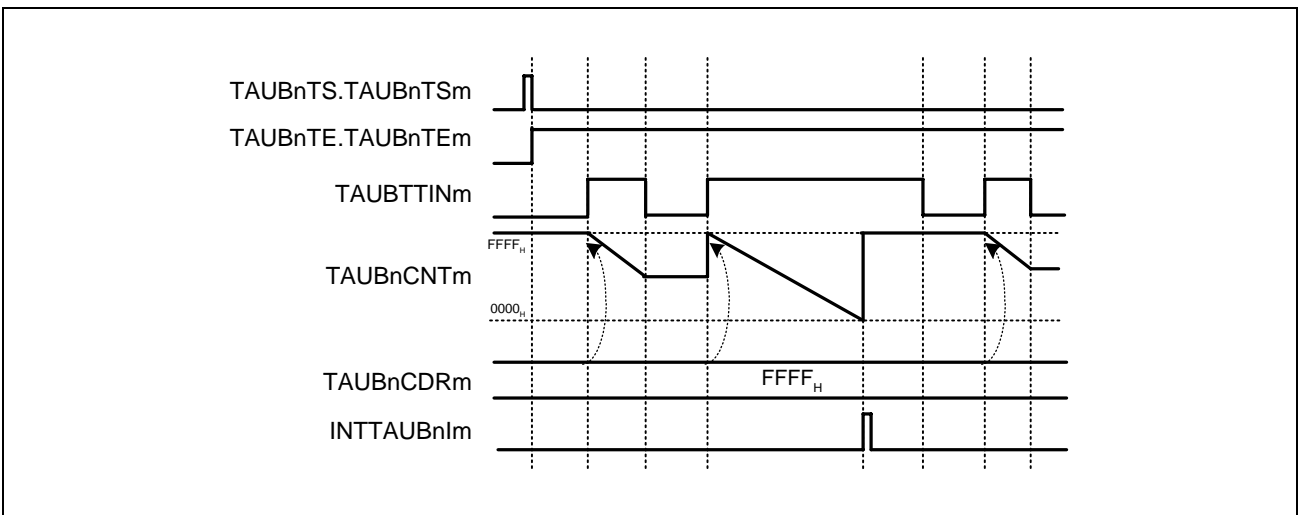 TAUBnTS.TAUBnTSm
TAUBnTE.TAUBnTEm
TAUBTTINm
FFFFH
TAUBnCNTm
0000H
TAUBnCDRm
FFFFH
INTTAUBnIm